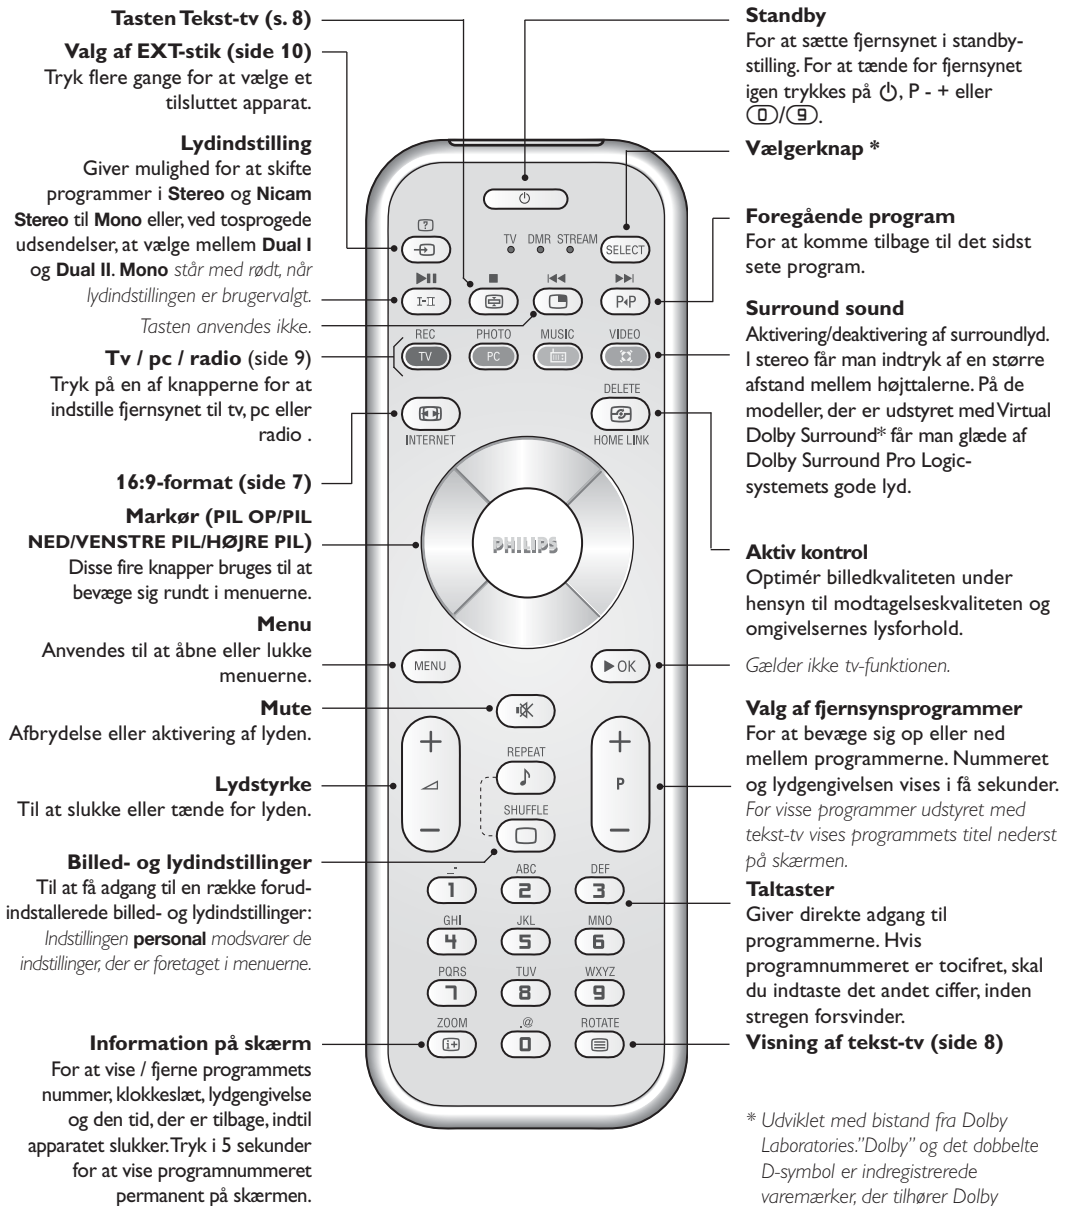 Tasten Tekst-tv (s. 8)
Valg af EXT-stik (side 10)
Tryk flere gange for at vælge et
tilsluttet apparat.
Lydindstilling
Giver mulighed for at skifte
programmer i Stereo og Nicam
Stereo til Mono eller, ved tosprogede
udsendelser, at vælge mellem Dual I
og Dual II. Mono står med rødt, når
lydindstillingen er brugervalgt.
Tasten anvendes ikke.
Tv / pc / radio (side 9)
Tryk på en af knapperne for at
indstille fjernsynet til tv, pc eller
radio .
16:9-format (side 7)
Markør (PIL OP/PIL
NED/VENSTRE PIL/HØJRE PIL)
Disse fire knapper bruges til at
bevæge sig rundt i menuerne.
Menu
Anvendes til at åbne eller lukke
menuerne.
Mute
Afbrydelse eller aktivering af lyden.
Lydstyrke
Til at slukke eller tænde for lyden.
Billed- og lydindstillinger
Til at få adgang til en række forud-
indstallerede billed- og lydindstillinger:
Indstillingen personal modsvarer de
indstillinger, der er foretaget i menuerne.
Information på skærm
For at vise / fjerne programmets
nummer, klokkeslæt, lydgengivelse
og den tid, der er tilbage, indtil
apparatet slukker. Tryk i 5 sekunder
for at vise programnummeret
permanent på skærmen.
TV DMR STREAM
SELECT
I-II
P P
REC PHOTO MUSIC VIDEO
TV PC
DELETE
INTERNET HOME LINK
PHILIPS
MENU
OK
+ +
REPEAT
P
SHUFFLE
− −
_- ABC DEF
1 2 3
GHI JKL MNO
4 5 6
PQRS TUV WXYZ
7 8 9
ZOOM .@ ROTATE
i+ 0
Standby
For at sætte fjernsynet i standby-
stilling. For at tænde for fjernsynet
igen trykkes på ⏻, P - + eller
0/9.
Vælgerknap *
Foregående program
For at komme tilbage til det sidst
sete program.
Surround sound
Aktivering/deaktivering af surroundlyd.
I stereo får man indtryk af en større
afstand mellem højttalerne. På de
modeller, der er udstyret med Virtual
Dolby Surround* får man glæde af
Dolby Surround Pro Logic-
systemets gode lyd.
Aktiv kontrol
Optimér billedkvaliteten under
hensyn til modtagelseskvaliteten og
omgivelsernes lysforhold.
Gælder ikke tv-funktionen.
Valg af fjernsynsprogrammer
For at bevæge sig op eller ned
mellem programmerne. Nummeret
og lydgengivelsen vises i få sekunder.
For visse programmer udstyret med
tekst-tv vises programmets titel nederst
på skærmen.
Taltaster
Giver direkte adgang til
programmerne. Hvis
programnummeret er tocifret, skal
du indtaste det andet ciffer, inden
stregen forsvinder.
Visning af tekst-tv (side 8)
* Udviklet med bistand fra Dolby
Laboratories."Dolby" og det dobbelte
D-symbol er indregistrerede
varemærker, der tilhører Dolby